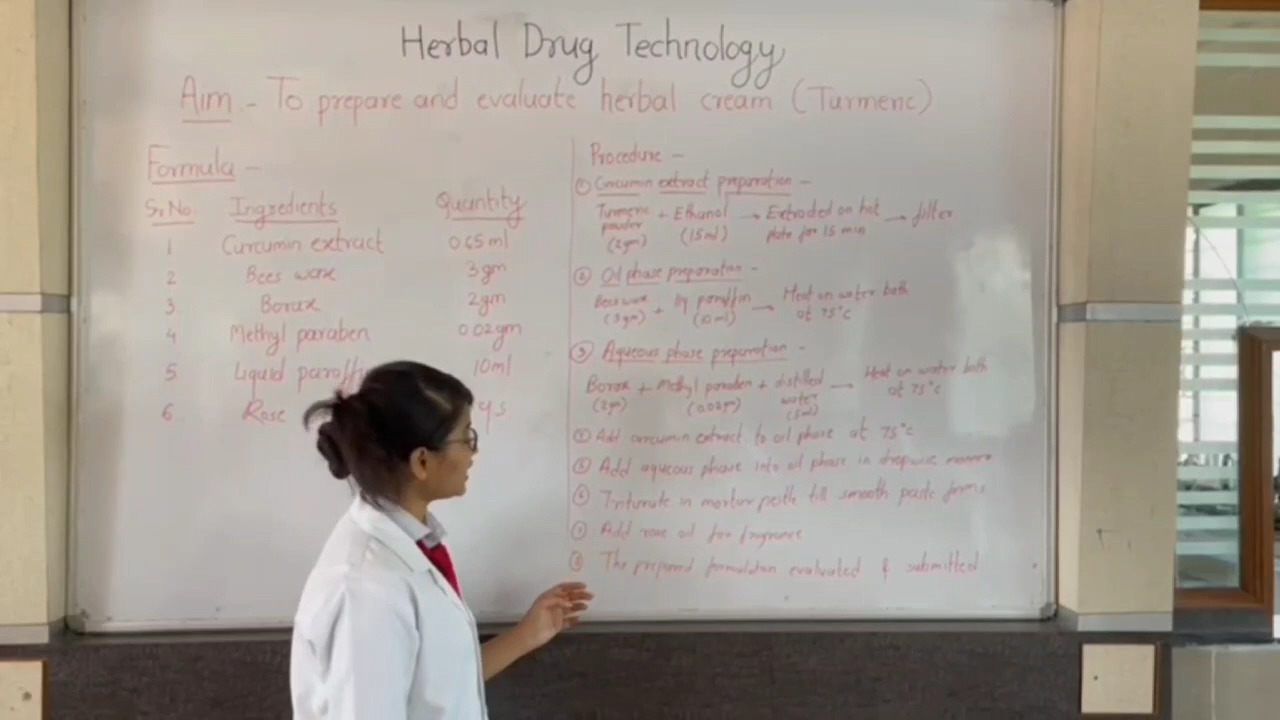 Herbal Drug Technology
Aim - To prepare and evaluate herbal cream (Turmeric)
Formula -
Sr.No. Ingredients Quantity
1 Curcumin extract 0.65 ml
2 Bees wax 3gm
3 Borax 2gm
4 Methyl paraben 0.02gm
5 Liquid paraff 10ml
6 Rose qs
Procedure -
① Curcumin extract preparation -
Turmeric powder (2gm) + Ethanol (15ml) → Extracted on hot plate for 15 min → filter
② Oil phase preparation -
Bees wax (3gm) + liq paraffin (10ml) → Heat on water bath at 75°c
③ Aqueous phase preparation -
Borax (2gm) + Methyl paraben (0.02gm) + distilled water (5ml) → Heat on water bath at 75°c
④ Add curcumin extract to oil phase at 75°c
⑤ Add aqueous phase into oil phase in dropwise manner
⑥ Triturate in mortar pestle till smooth paste forms
⑦ Add rose oil for fragrance
⑧ The prepared formulation evaluated & submitted